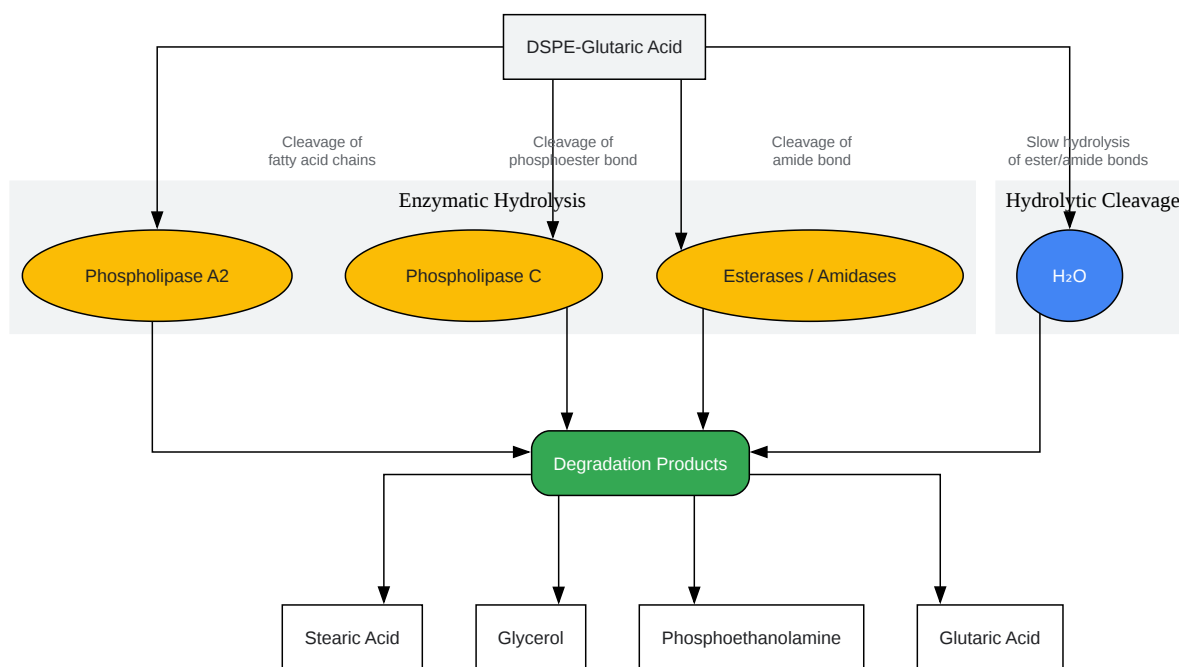 DSPE-Glutaric Acid
Cleavage of
fatty acid chains
Cleavage of
phosphoester bond
Cleavage of
amide bond
Slow hydrolysis
of ester/amide bonds
Enzymatic Hydrolysis
Hydrolytic Cleavage
Phospholipase A2
Phospholipase C
Esterases / Amidases
H₂O
Degradation Products
Stearic Acid
Glycerol
Phosphoethanolamine
Glutaric Acid